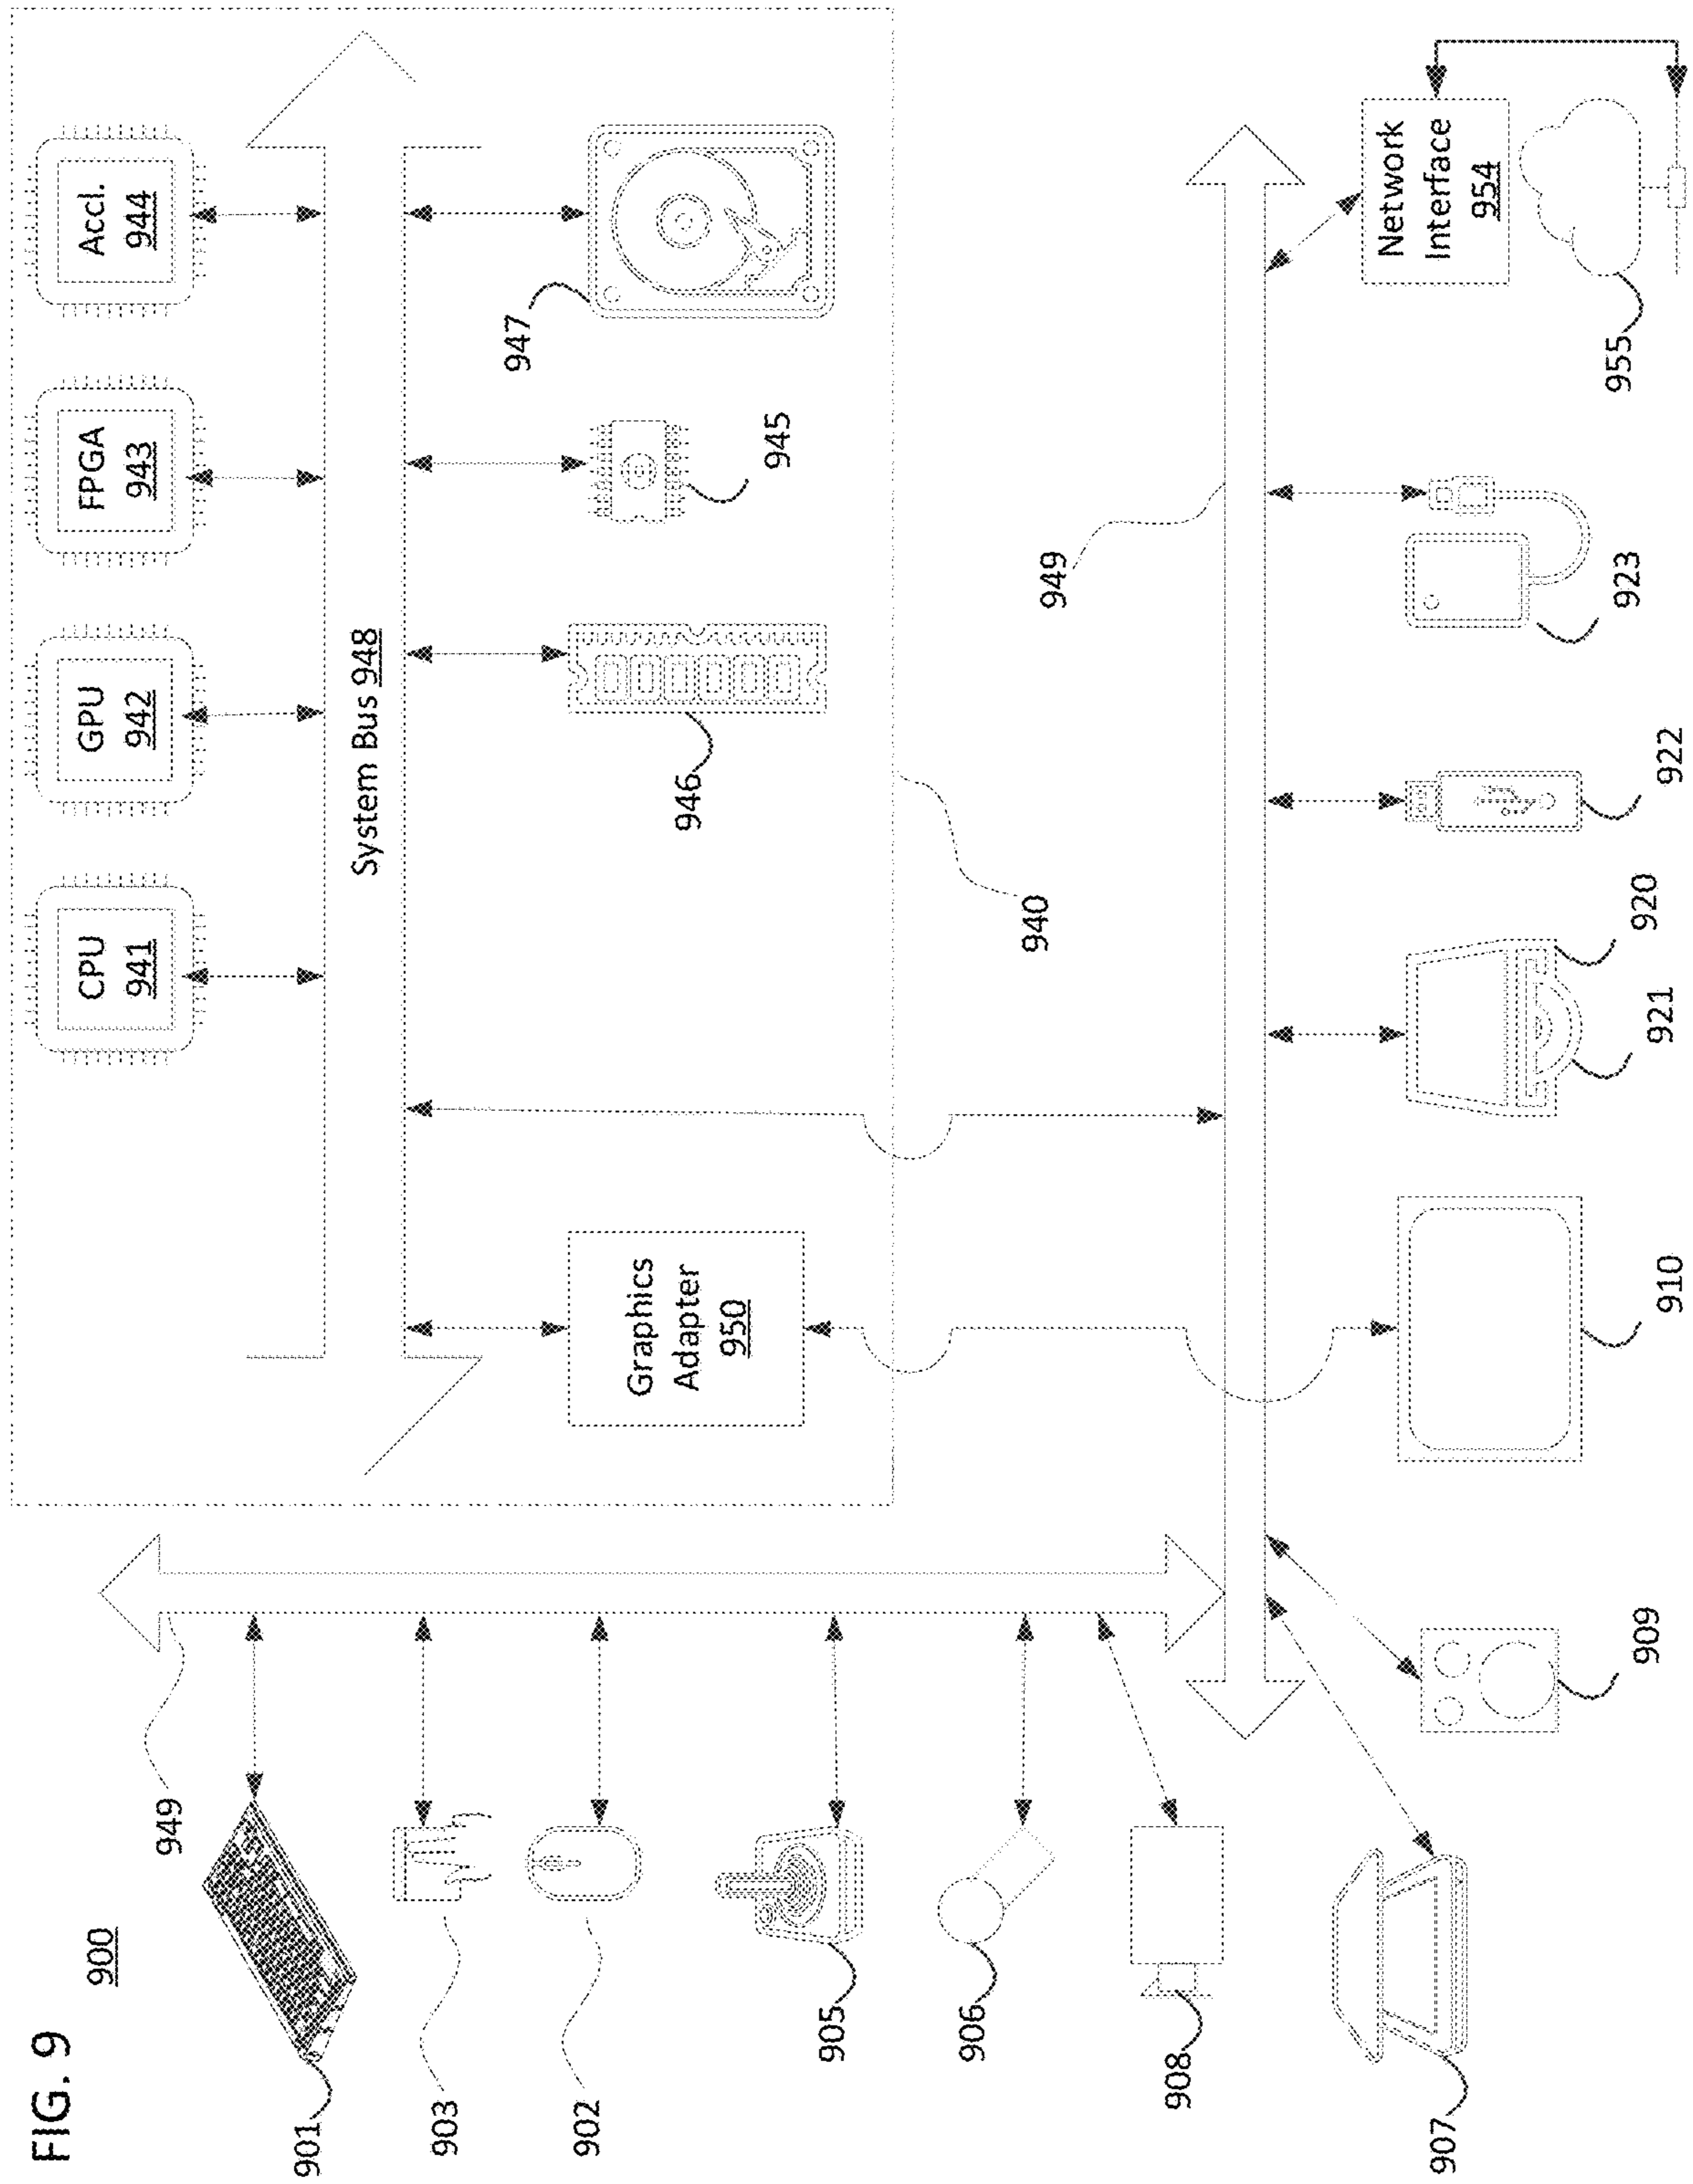 FIG. 9
900
CPU
941
GPU
942
FPGA
943
Accl.
944
System Bus 948
949
901
903
902
905
906
908
907
Graphics
Adapter
950
946
945
947
940
949
909
910
921
920
922
923
Network
Interface
954
955